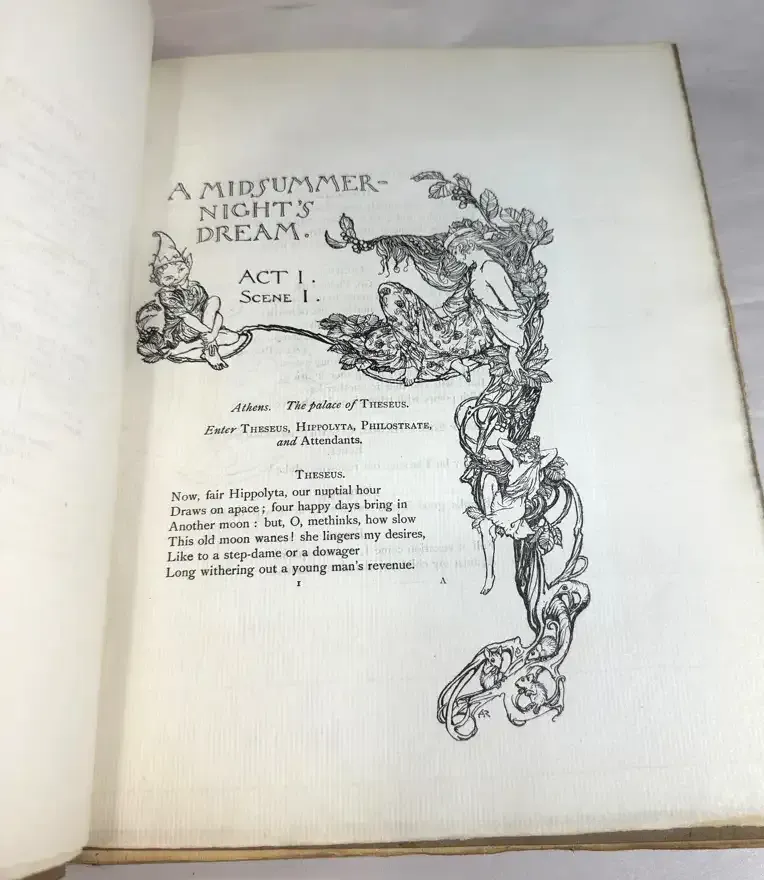 A MIDSUMMER-
NIGHT'S
DREAM.
ACT I.
SCENE I.
Athens. The palace of THESEUS.
Enter THESEUS, HIPPOLYTA, PHILOSTRATE,
and Attendants.
THESEUS.
Now, fair Hippolyta, our nuptial hour
Draws on apace; four happy days bring in
Another moon: but, O, methinks, how slow
This old moon wanes! she lingers my desires,
Like to a step-dame or a dowager
Long withering out a young man's revenue.
1 A
AR